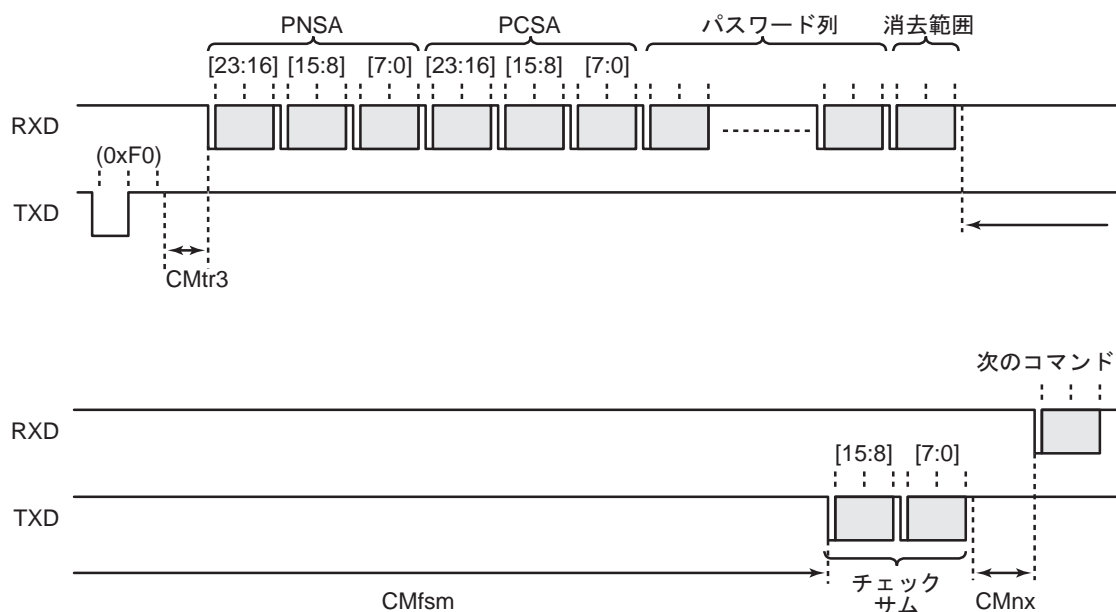 PNSA PCSA パスワード列 消去範囲
[23:16] [15:8] [7:0] [23:16] [15:8] [7:0]
RXD
(0xF0)
TXD
CMtr3
次のコマンド
RXD
[15:8] [7:0]
TXD
チェック
サム
CMfsm CMnx